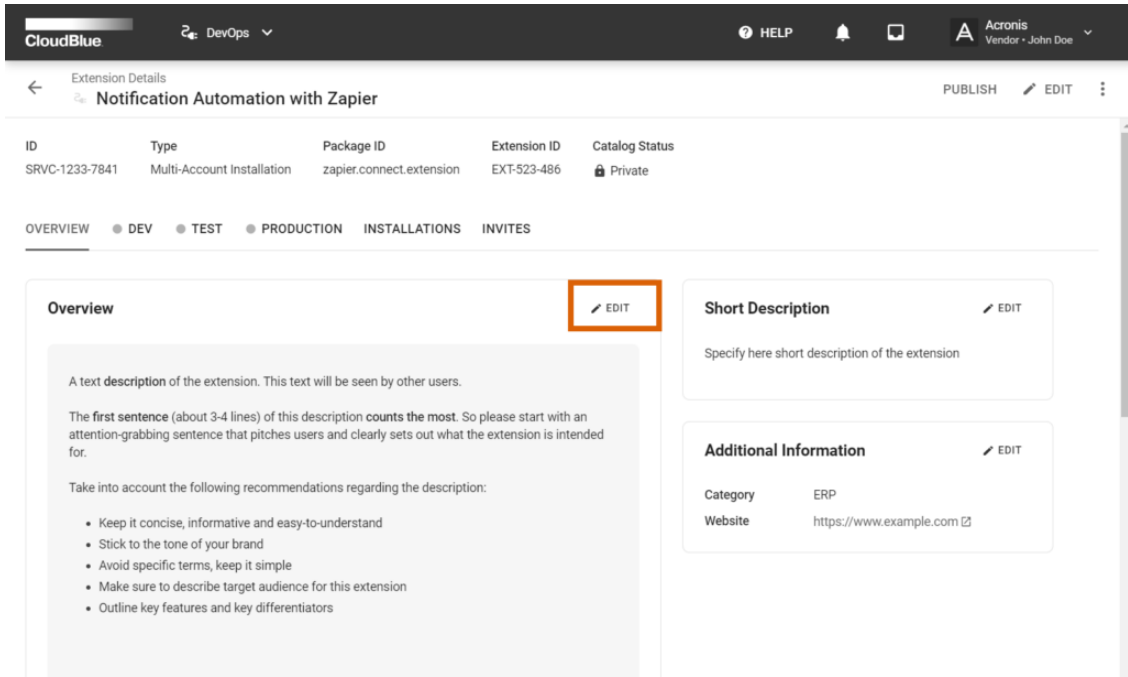 CloudBlue
DevOps
HELP
Acronis
Vendor • John Doe
Extension Details
Notification Automation with Zapier
PUBLISH
EDIT
ID Type Package ID Extension ID Catalog Status
SRVC-1233-7841 Multi-Account Installation zapier.connect.extension EXT-523-486 Private
OVERVIEW DEV TEST PRODUCTION INSTALLATIONS INVITES
Overview
EDIT
A text description of the extension. This text will be seen by other users.
The first sentence (about 3-4 lines) of this description counts the most. So please start with an
attention-grabbing sentence that pitches users and clearly sets out what the extension is intended
for.
Take into account the following recommendations regarding the description:
• Keep it concise, informative and easy-to-understand
• Stick to the tone of your brand
• Avoid specific terms, keep it simple
• Make sure to describe target audience for this extension
• Outline key features and key differentiators
Short Description
EDIT
Specify here short description of the extension
Additional Information
EDIT
Category ERP
Website https://www.example.com